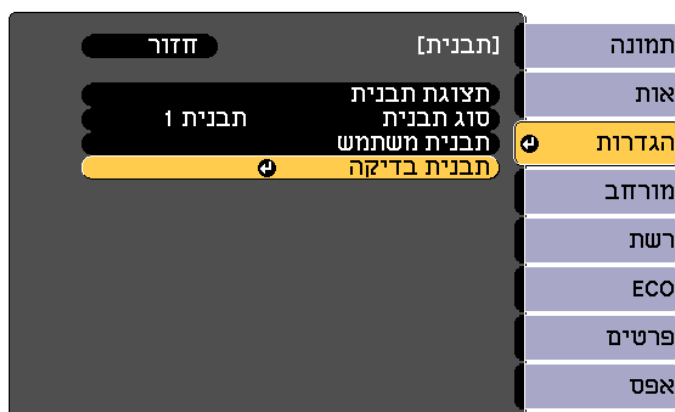 תמונה
אות
הגדרות
מורחב
רשת
ECO
פרטים
אפס
[תבנית] חזור
תצוגת תבנית
סוג תבנית תבנית 1
תבנית משתמש
תבנית בדיקה